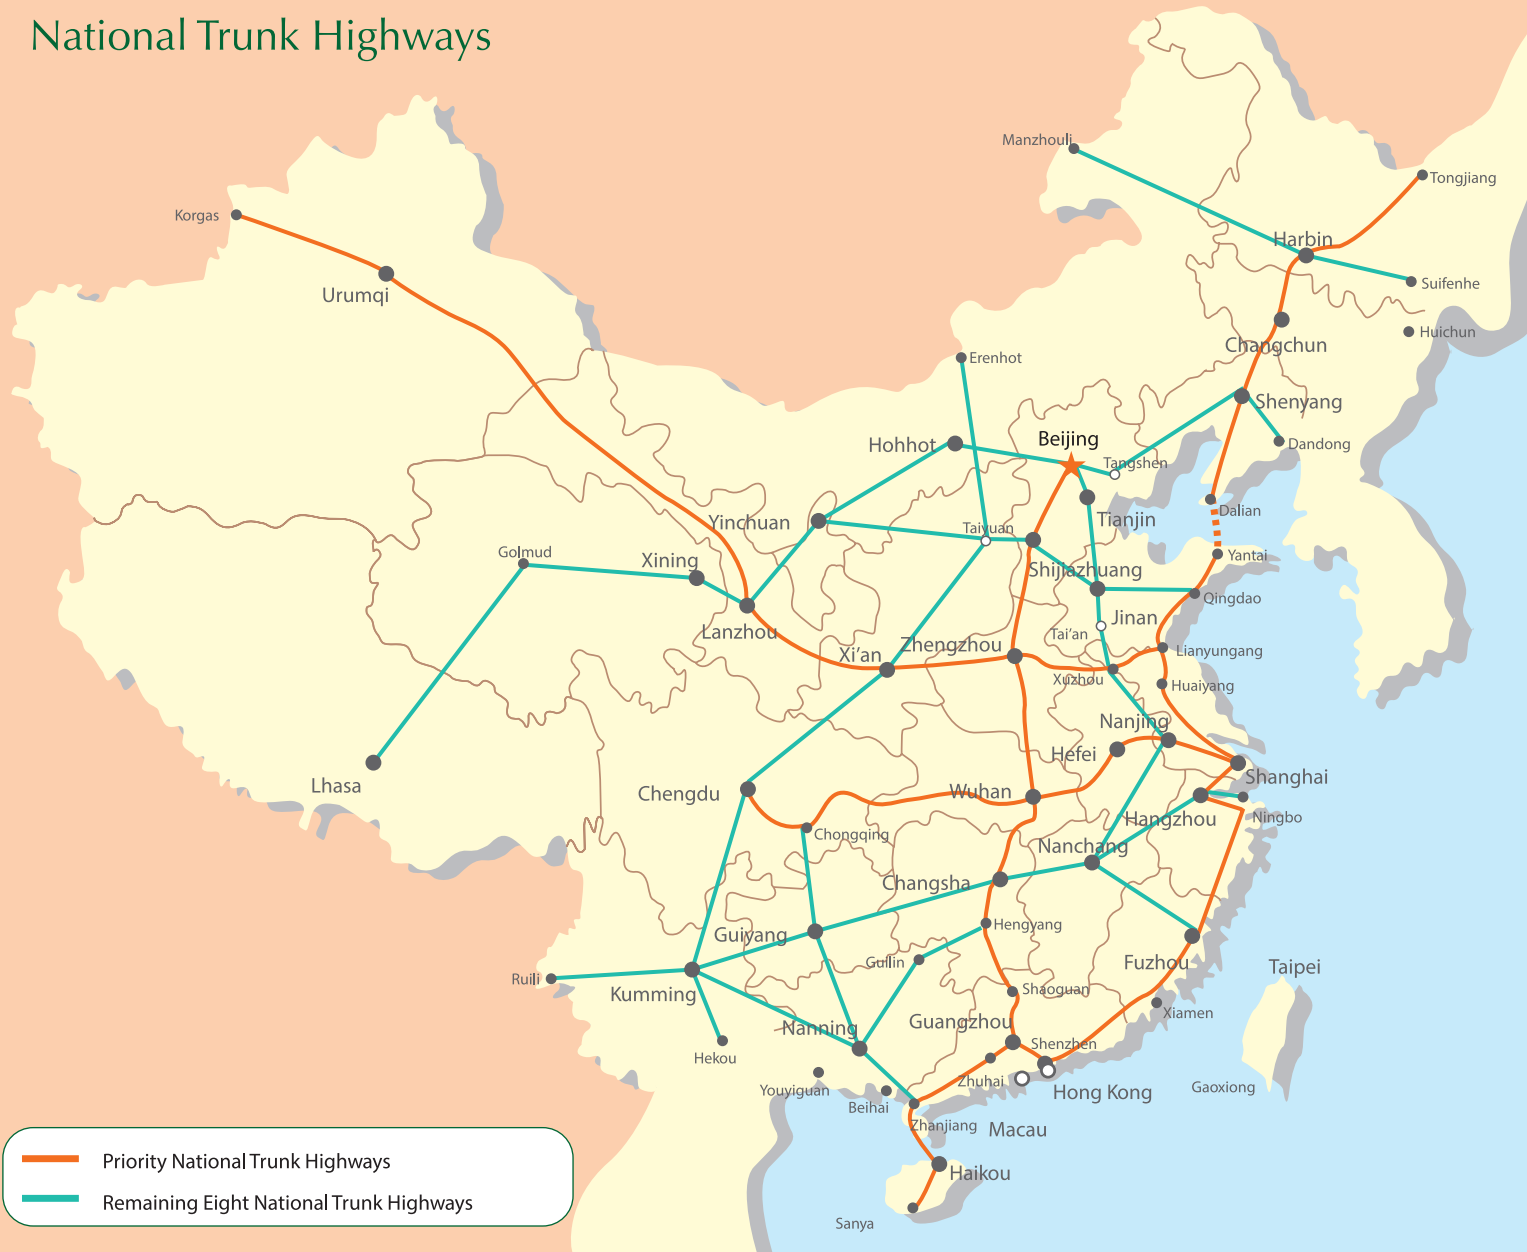 National Trunk Highways
Manzhouli
Tongjiang
Korgas
Harbin
Suifenhe
Urumqi
Huichun
Changchun
Erenhot
Shenyang
Beijing
Hohhot
Dandong
Tangshen
Dalian
Tianjin
Yinchuan
Taiyuan
Golmud
Xining
Yantai
Shijiazhuang
Qingdao
Jinan
Lanzhou
Tai'an
Zhengzhou
Xi'an
Lianyungang
Xuzhou
Huaiyang
Nanjing
Hefei
Lhasa
Shanghai
Chengdu
Wuhan
Hangzhou
Ningbo
Chongqing
Nanchang
Changsha
Hengyang
Guiyang
Guilin
Fuzhou
Taipei
Ruili
Kumming
Shaoguan
Xiamen
Guangzhou
Nanning
Shenzhen
Hekou
Zhuhai
Youyiguan
Hong Kong
Gaoxiong
Beihai
Zhanjiang
Macau
Haikou
Sanya
Priority National Trunk Highways
Remaining Eight National Trunk Highways